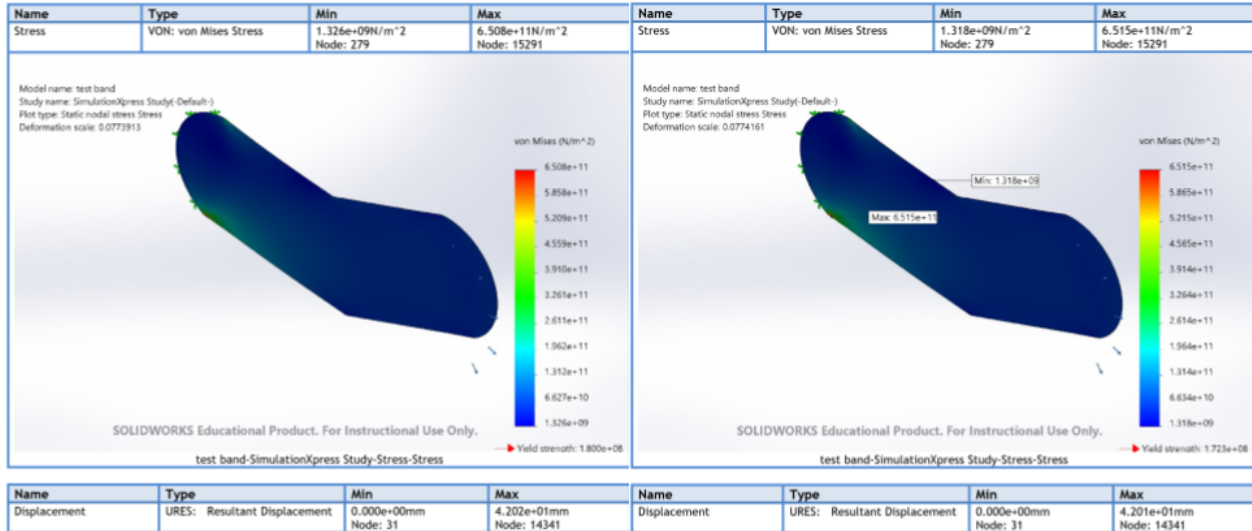 Name Type Min Max
Stress VON: von Mises Stress 1.326e+09N/m^2 6.508e+11N/m^2
Node: 279 Node: 15291
Model name: test band
Study name: SimulationXpress Study(-Default-)
Plot type: Static nodal stress Stress
Deformation scale: 0.0773913
von Mises (N/m^2)
6.508e+11
5.858e+11
5.209e+11
4.559e+11
3.910e+11
3.261e+11
2.611e+11
1.962e+11
1.312e+11
6.627e+10
1.326e+09
SOLIDWORKS Educational Product. For Instructional Use Only.
Yield strength: 1.800e+08
test band-SimulationXpress Study-Stress-Stress
Name Type Min Max
Displacement URES: Resultant Displacement 0.000e+00mm 4.202e+01mm
Node: 31 Node: 14341
Name Type Min Max
Stress VON: von Mises Stress 1.318e+09N/m^2 6.515e+11N/m^2
Node: 279 Node: 15291
Model name: test band
Study name: SimulationXpress Study(-Default-)
Plot type: Static nodal stress Stress
Deformation scale: 0.0774161
von Mises (N/m^2)
Min: 1.318e+09
Max: 6.515e+11
6.515e+11
5.865e+11
5.215e+11
4.565e+11
3.914e+11
3.264e+11
2.614e+11
1.964e+11
1.314e+11
6.634e+10
1.318e+09
SOLIDWORKS Educational Product. For Instructional Use Only.
Yield strength: 1.723e+08
test band-SimulationXpress Study-Stress-Stress
Name Type Min Max
Displacement URES: Resultant Displacement 0.000e+00mm 4.201e+01mm
Node: 31 Node: 14341